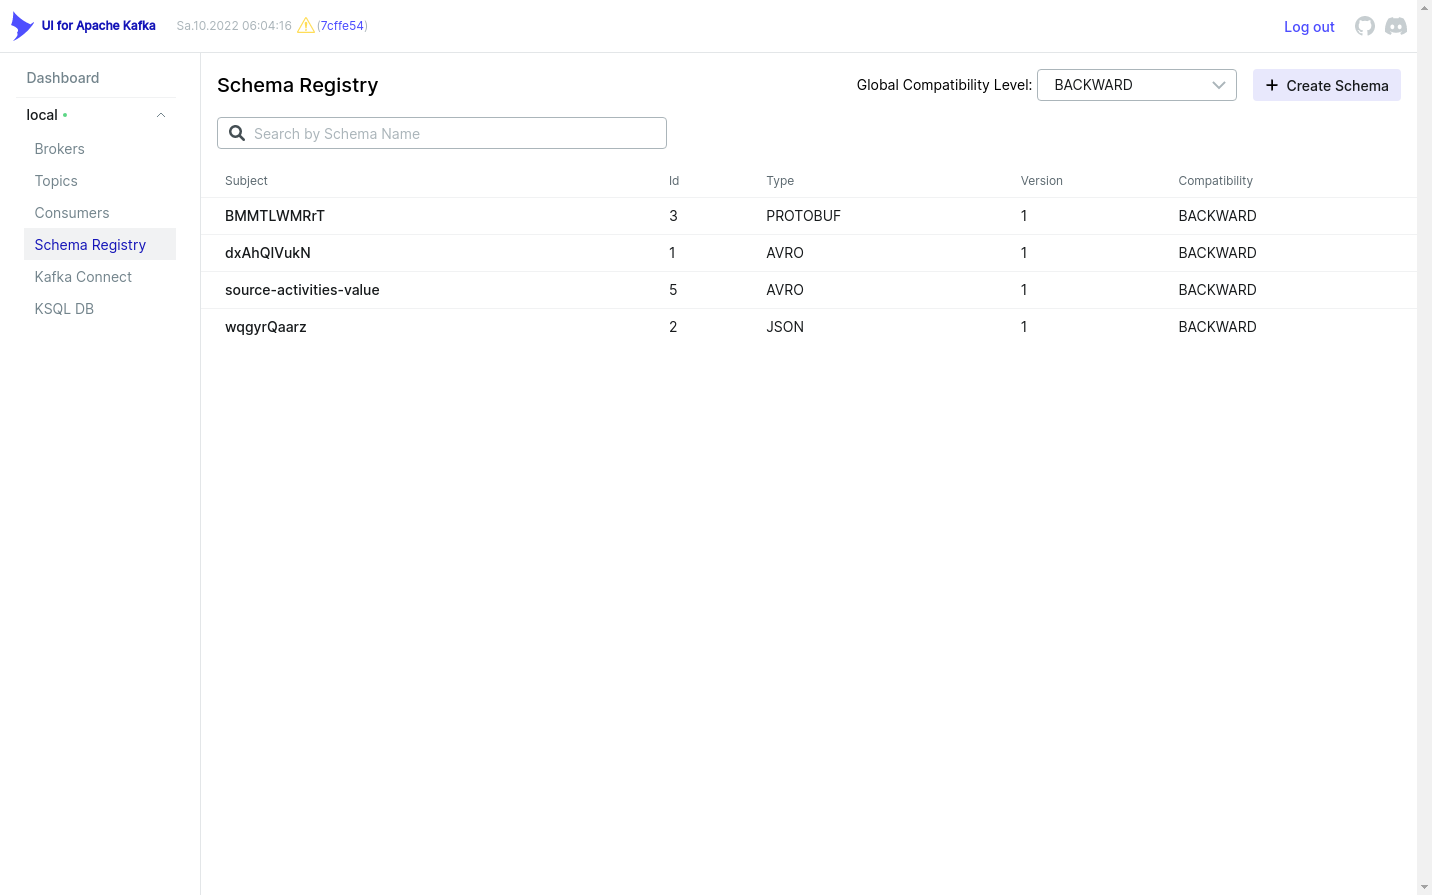 UI for Apache Kafka Sa.10.2022 06:04:16 (7cffe54) Log out
Dashboard
local
Brokers
Topics
Consumers
Schema Registry
Kafka Connect
KSQL DB
Schema Registry Global Compatibility Level: BACKWARD Create Schema
Search by Schema Name
Subject Id Type Version Compatibility
BMMTLWMRrT 3 PROTOBUF 1 BACKWARD
dxAhQlVukN 1 AVRO 1 BACKWARD
source-activities-value 5 AVRO 1 BACKWARD
wqgyrQaarz 2 JSON 1 BACKWARD